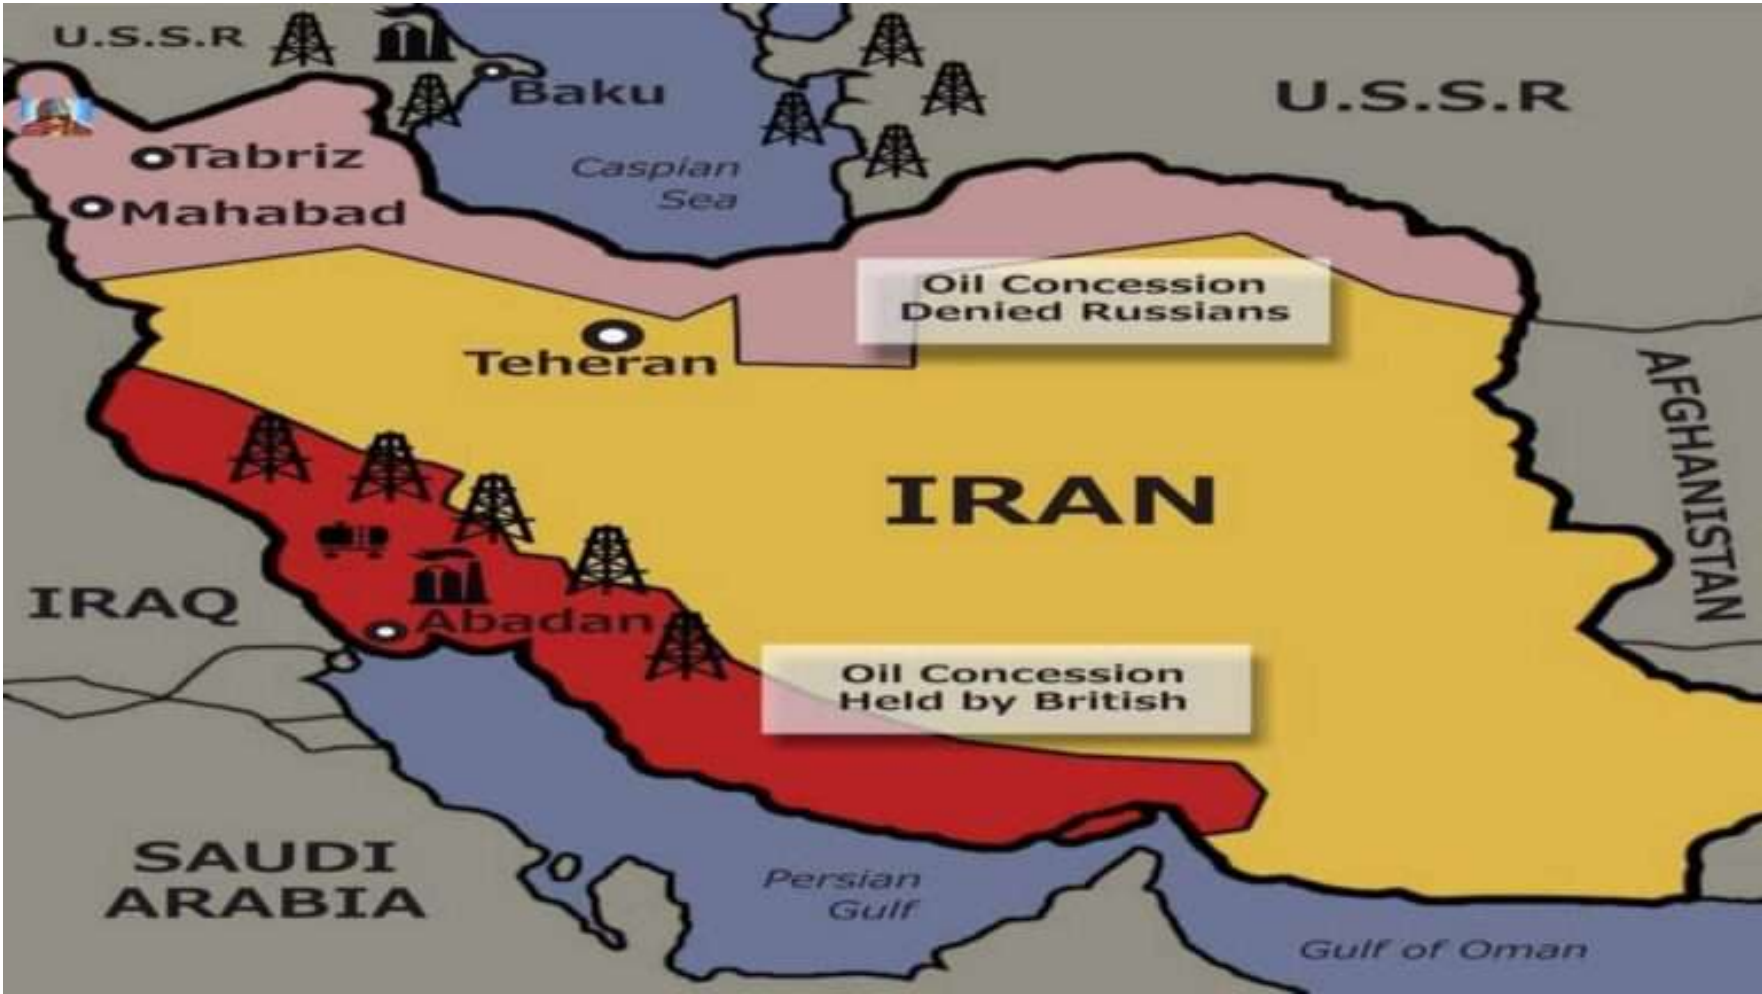 U.S.S.R
Baku
U.S.S.R
Tabriz
Caspian
Sea
Mahabad
Oil Concession
Denied Russians
Teheran
AFGHANISTAN
IRAN
IRAQ
Abadan
Oil Concession
Held by British
SAUDI
ARABIA
Persian
Gulf
Gulf of Oman